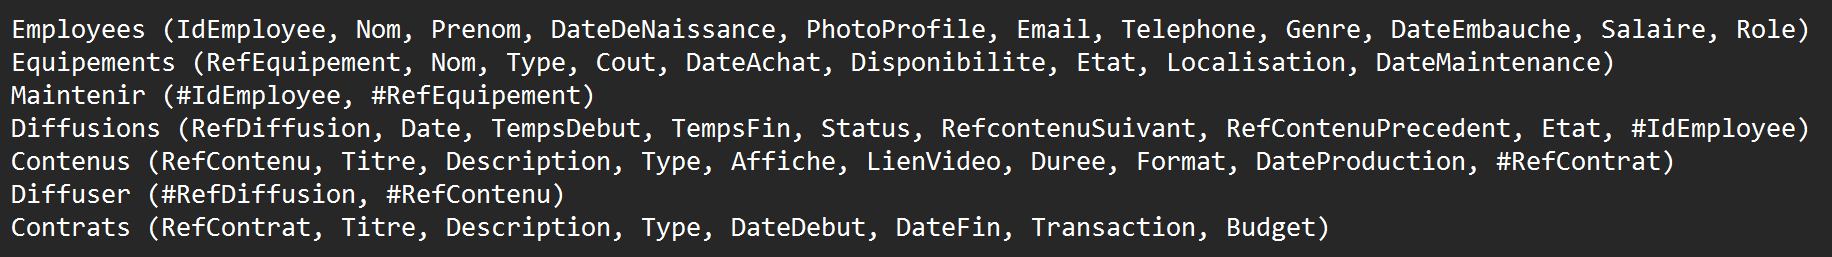 Employees (IdEmployee, Nom, Prenom, DateDeNaissance, PhotoProfile, Email, Telephone, Genre, DateEmbauche, Salaire, Role)
Equipements (RefEquipement, Nom, Type, Cout, DateAchat, Disponibilite, Etat, Localisation, DateMaintenance)
Maintenir (#IdEmployee, #RefEquipement)
Diffusions (RefDiffusion, Date, TempsDebut, TempsFin, Status, RefcontenuSuivant, RefContenuPrecedent, Etat, #IdEmployee)
Contenus (RefContenu, Titre, Description, Type, Affiche, LienVideo, Duree, Format, DateProduction, #RefContrat)
Diffuser (#RefDiffusion, #RefContenu)
Contrats (RefContrat, Titre, Description, Type, DateDebut, DateFin, Transaction, Budget)